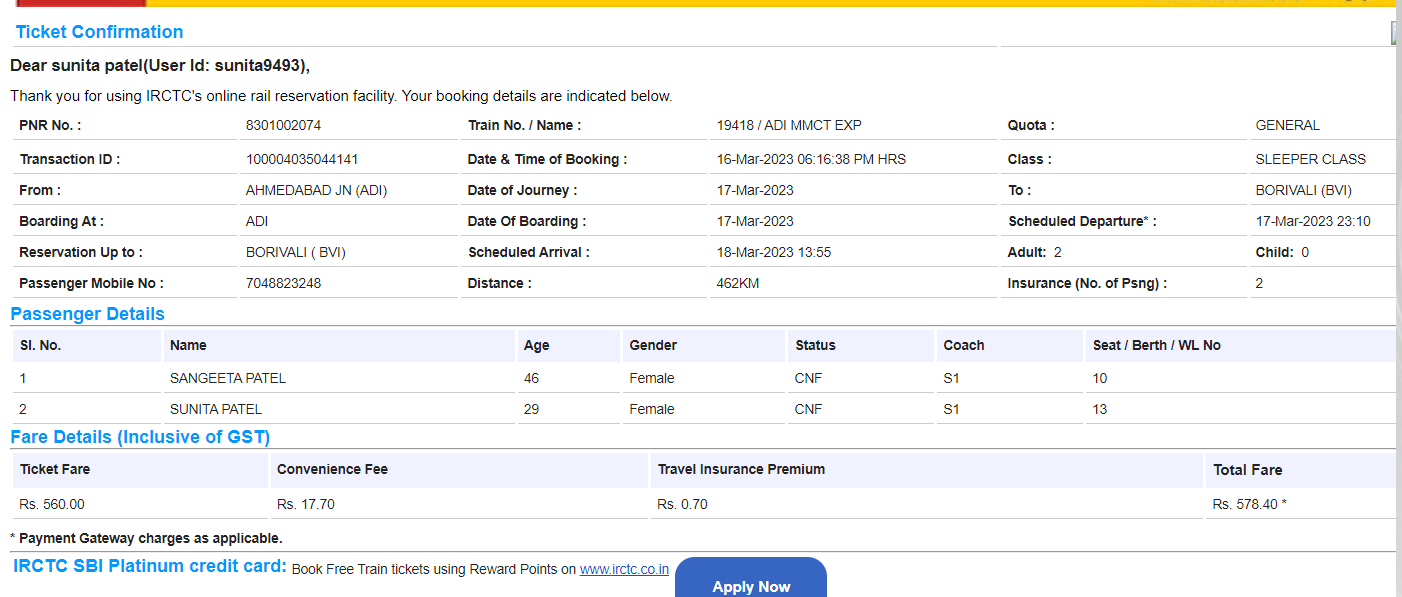 Ticket Confirmation
Dear sunita patel(User Id: sunita9493),
Thank you for using IRCTC's online rail reservation facility. Your booking details are indicated below.
PNR No. : 8301002074 Train No. / Name : 19418 / ADI MMCT EXP Quota : GENERAL
Transaction ID : 100004035044141 Date & Time of Booking : 16-Mar-2023 06:16:38 PM HRS Class : SLEEPER CLASS
From : AHMEDABAD JN (ADI) Date of Journey : 17-Mar-2023 To : BORIVALI (BVI)
Boarding At : ADI Date Of Boarding : 17-Mar-2023 Scheduled Departure* : 17-Mar-2023 23:10
Reservation Up to : BORIVALI ( BVI) Scheduled Arrival : 18-Mar-2023 13:55 Adult: 2 Child: 0
Passenger Mobile No : 7048823248 Distance : 462KM Insurance (No. of Psng) : 2
Passenger Details
Sl. No. Name Age Gender Status Coach Seat / Berth / WL No
1 SANGEETA PATEL 46 Female CNF S1 10
2 SUNITA PATEL 29 Female CNF S1 13
Fare Details (Inclusive of GST)
Ticket Fare Convenience Fee Travel Insurance Premium Total Fare
Rs. 560.00 Rs. 17.70 Rs. 0.70 Rs. 578.40 *
* Payment Gateway charges as applicable.
IRCTC SBI Platinum credit card: Book Free Train tickets using Reward Points on www.irctc.co.in Apply Now